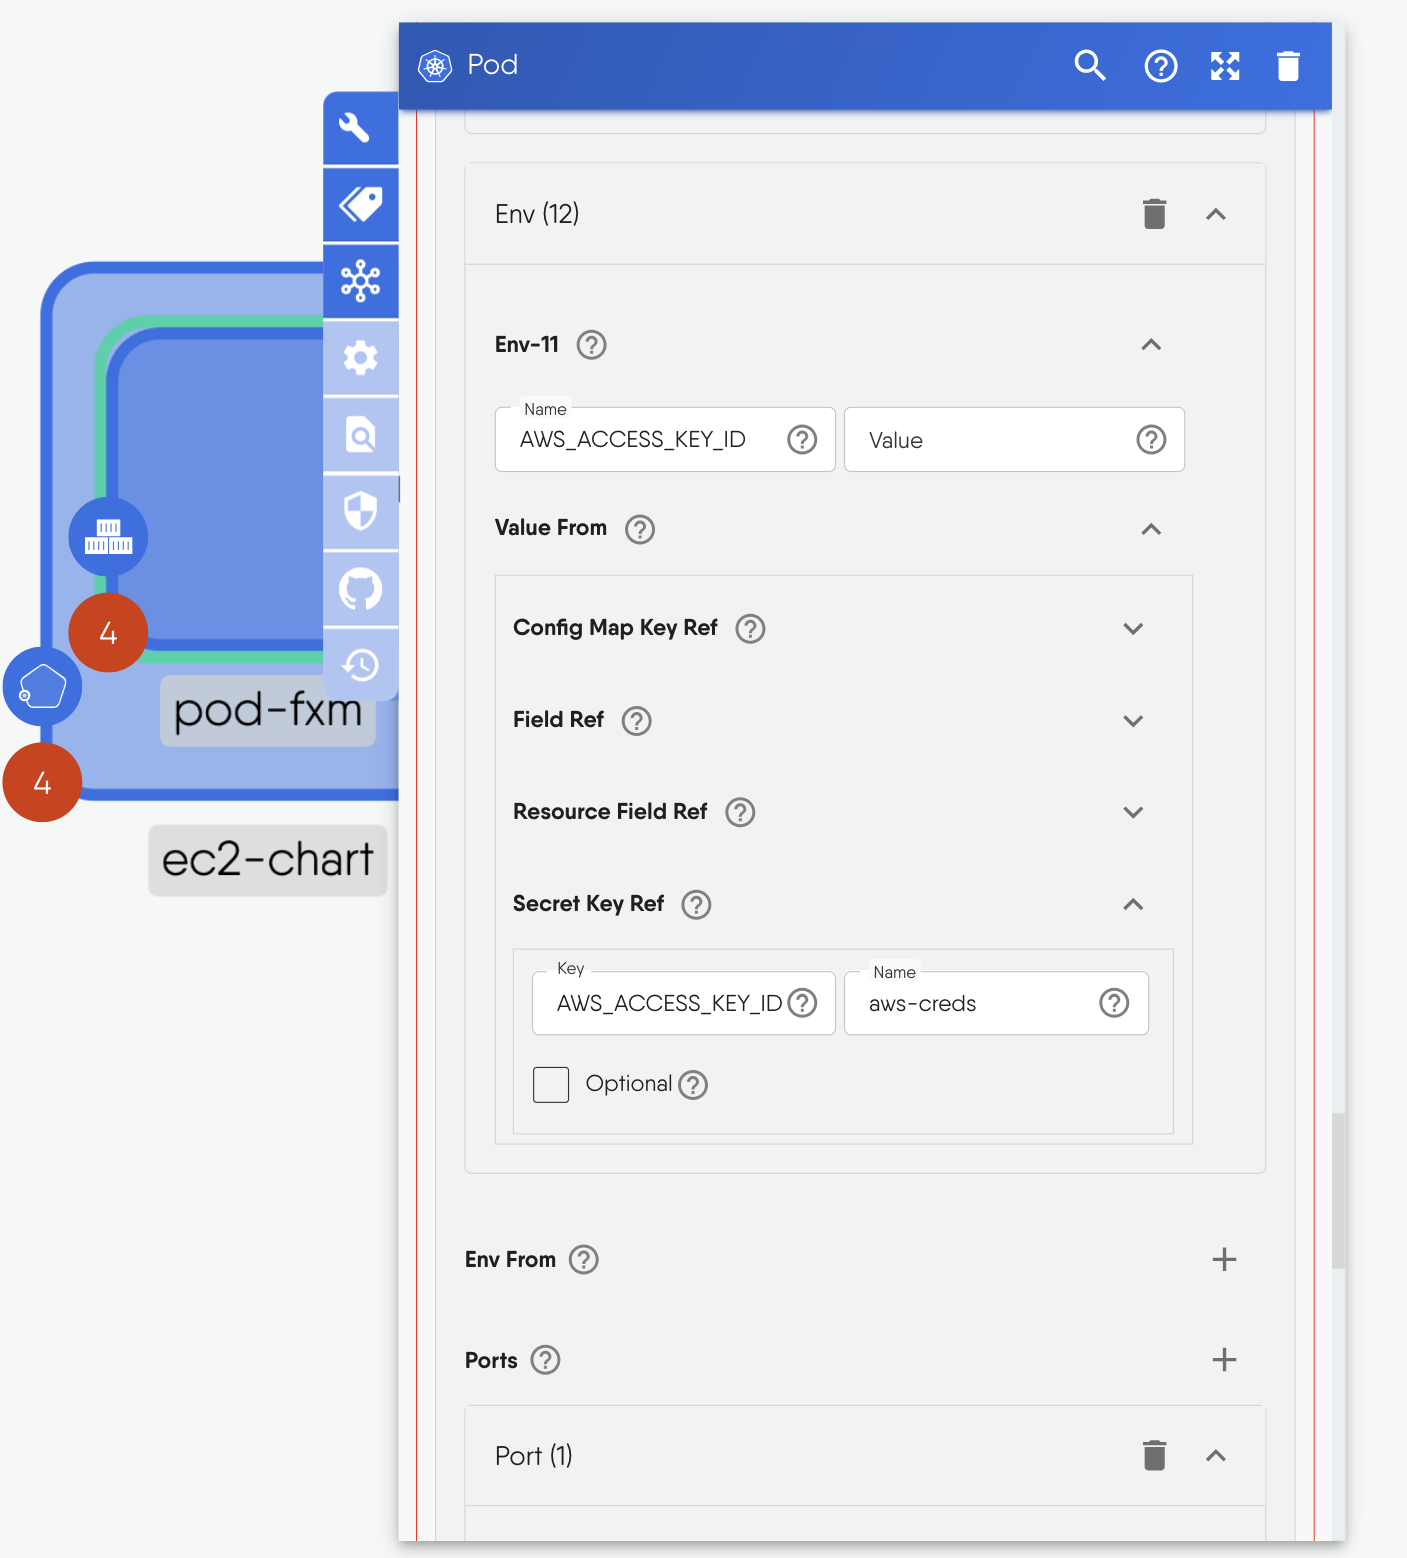 Pod
Env (12)
Env-11
Name
AWS_ACCESS_KEY_ID
Value
Value From
Config Map Key Ref
Field Ref
Resource Field Ref
Secret Key Ref
Key
AWS_ACCESS_KEY_ID
Name
aws-creds
Optional
Env From
Ports
Port (1)
4
pod-fxm
4
ec2-chart